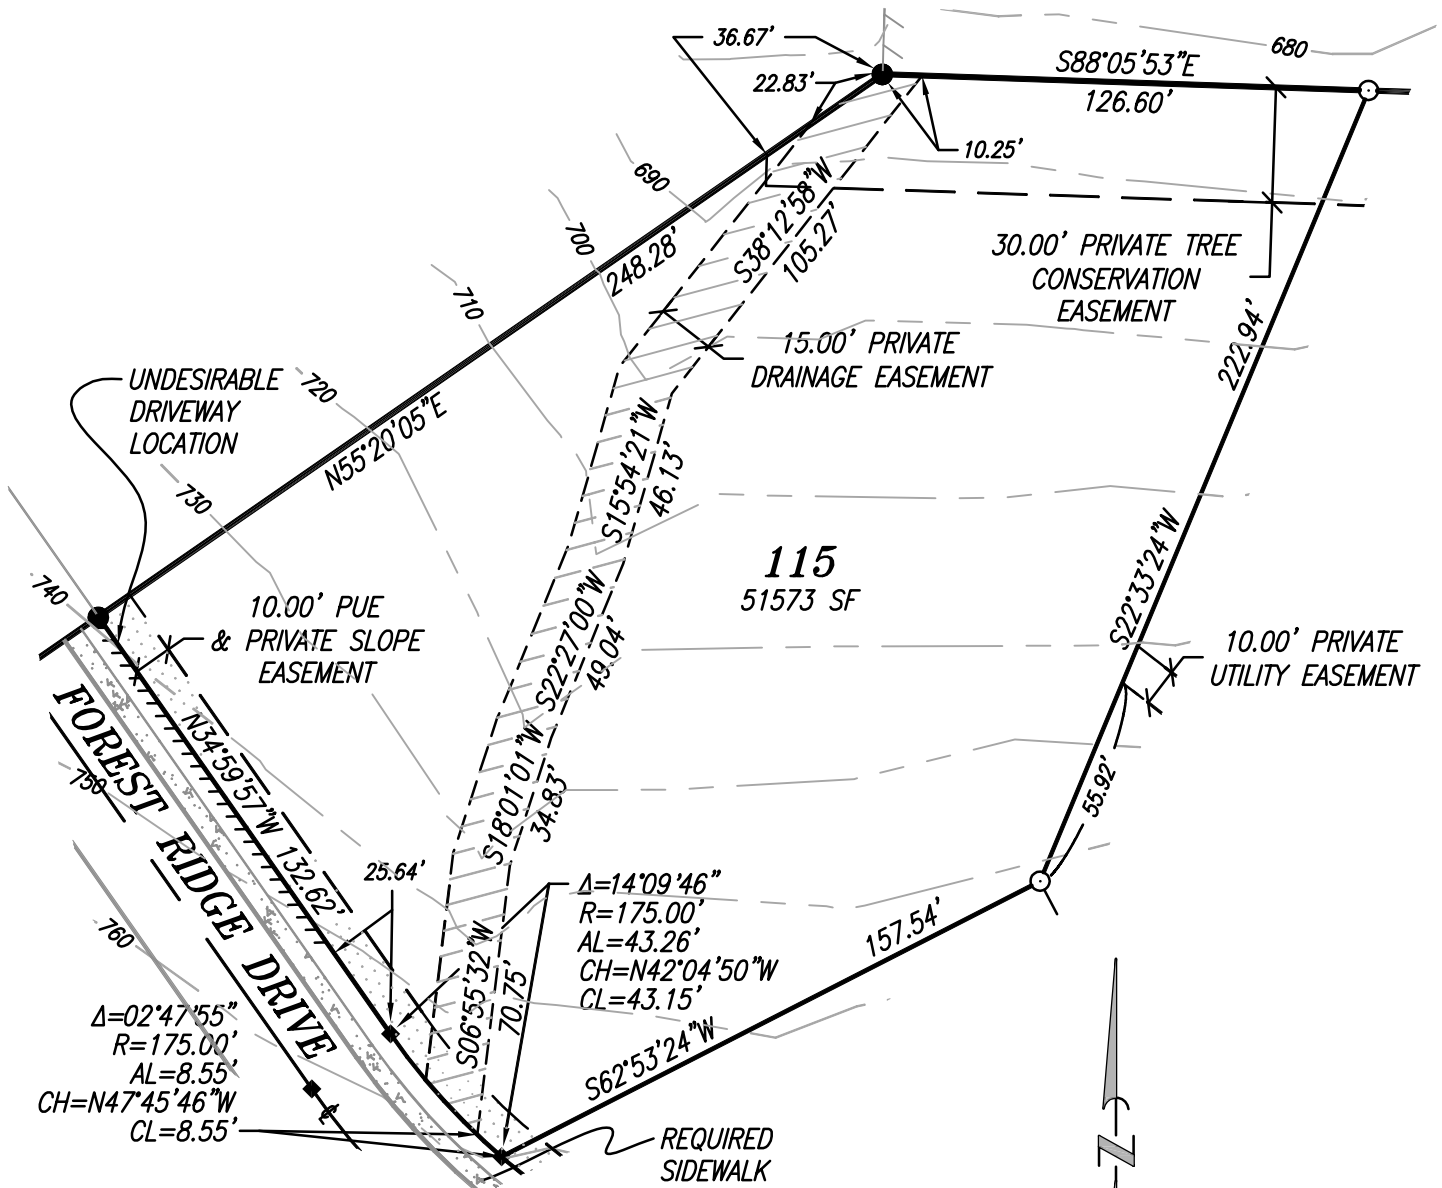 36.67'
22.83'
S88°05'53"E
126.60'
680
10.25'
690
700
710
720
730
740
750
760
248.28'
N55°20'05"E
S38°12'58"W
105.27'
30.00' PRIVATE TREE
CONSERVATION
EASEMENT
15.00' PRIVATE
DRAINAGE EASEMENT
222.94'
S22°33'24"W
UNDESIRABLE
DRIVEWAY
LOCATION
S15°54'21"W
46.13'
115
51573 SF
10.00' PUE
& PRIVATE SLOPE
EASEMENT
S22°27'00"W
49.04'
10.00' PRIVATE
UTILITY EASEMENT
FOREST RIDGE DRIVE
N34°59'57"W 132.62'
S18°01'01"W
34.83'
55.92'
25.64'
Δ=14°09'46"
R=175.00'
AL=43.26'
CH=N42°04'50"W
CL=43.15'
157.54'
S62°53'24"W
S06°55'32"W
70.75'
Δ=02°47'55"
R=175.00'
AL=8.55'
CH=N47°45'46"W
CL=8.55'
REQUIRED
SIDEWALK
N